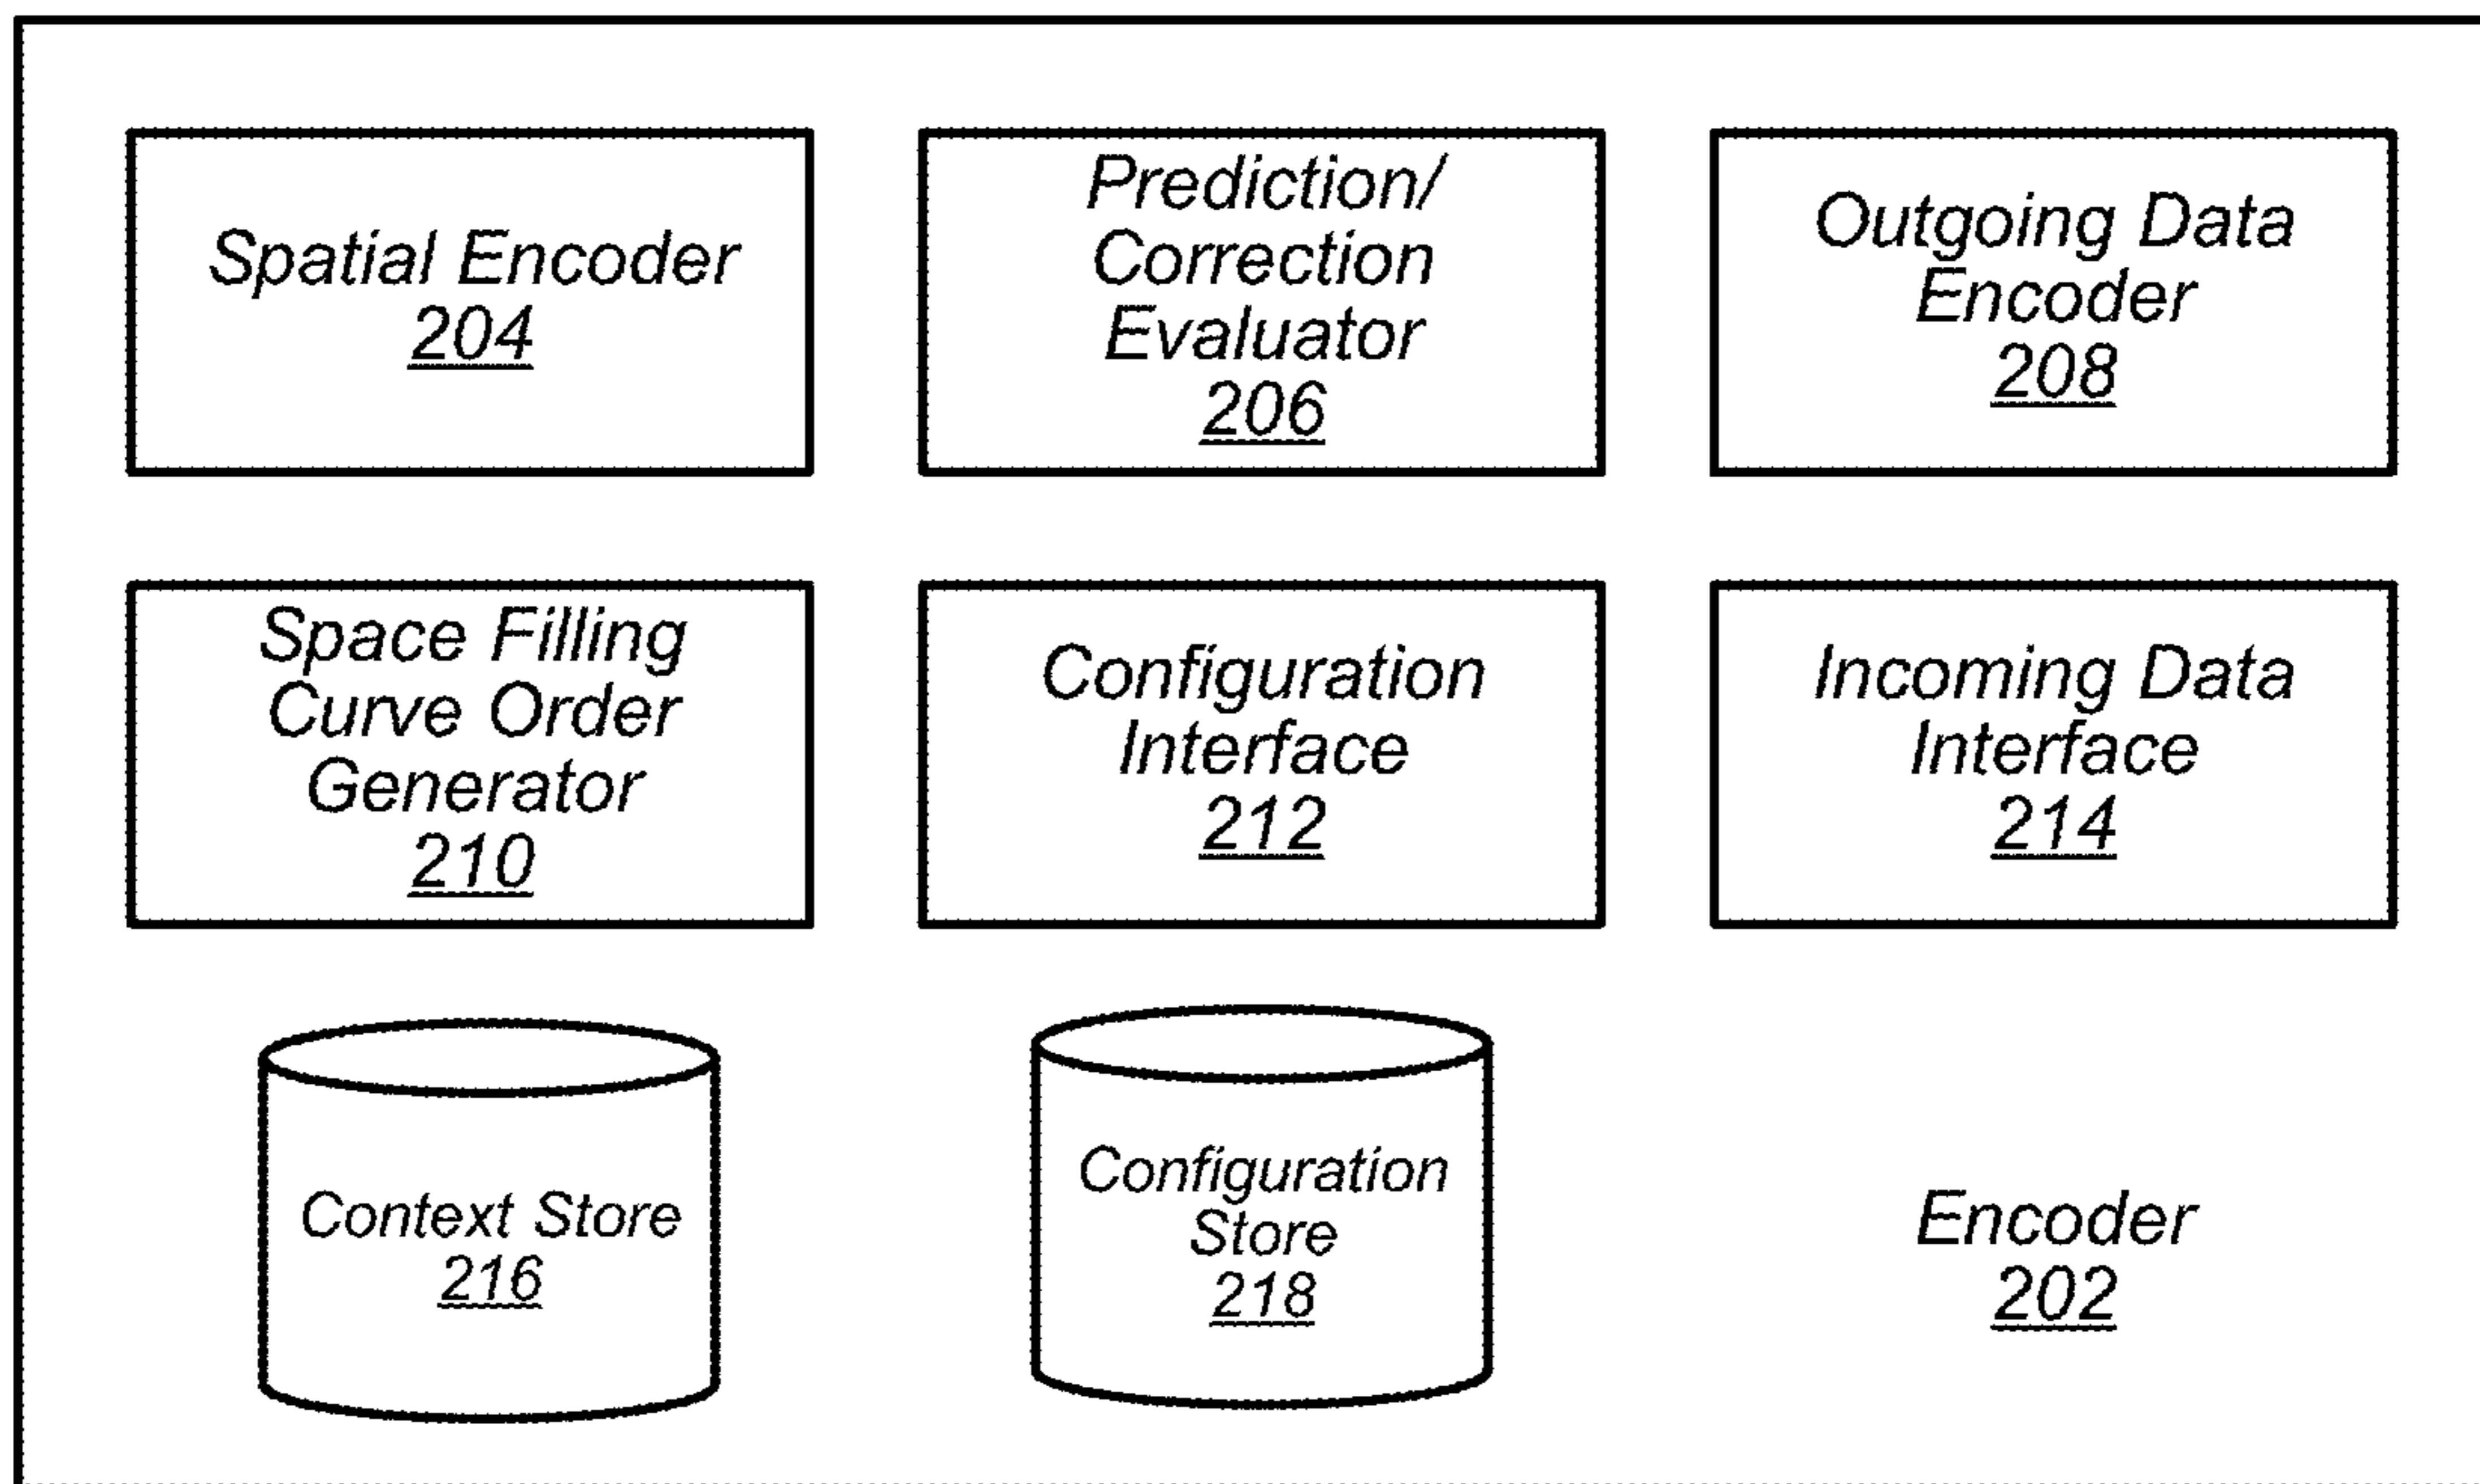 Spatial Encoder
204
Prediction/
Correction
Evaluator
206
Outgoing Data
Encoder
208
Space Filling
Curve Order
Generator
210
Configuration
Interface
212
Incoming Data
Interface
214
Context Store
216
Configuration
Store
218
Encoder
202